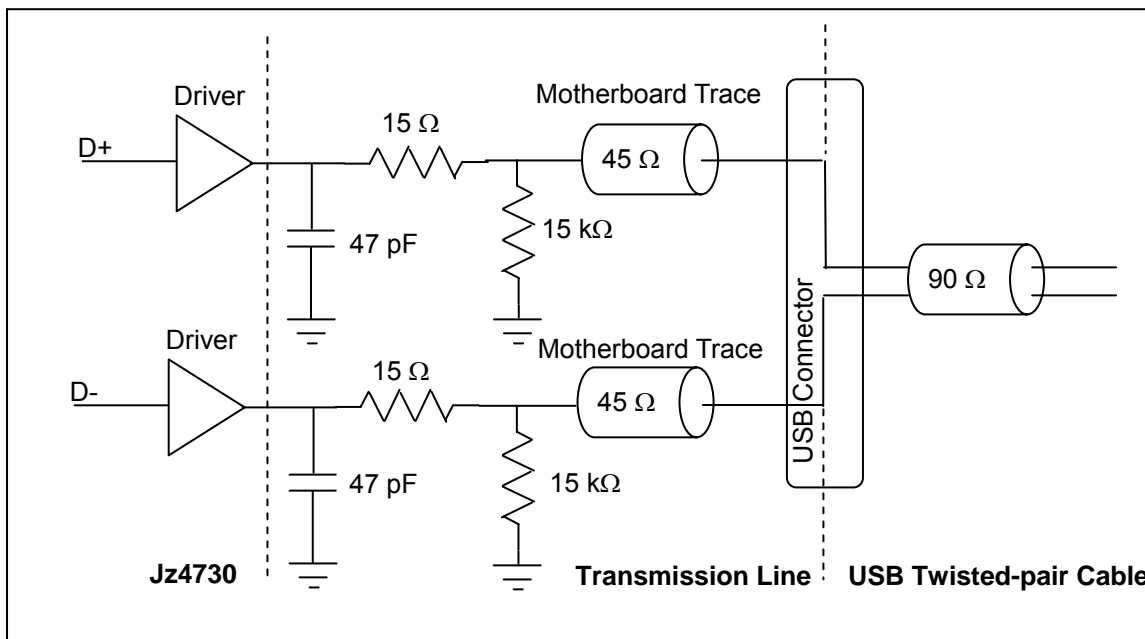 Driver
Motherboard Trace
15 Ω
D+
45 Ω
15 kΩ
47 pF
90 Ω
Driver
Motherboard Trace
15 Ω
D-
45 Ω
USB Connector
47 pF
15 kΩ
Jz4730
Transmission Line
USB Twisted-pair Cable